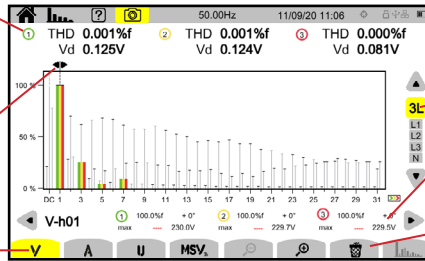 ? 50.00Hz 11/09/20 11:06
1 THD 0.001%f 2 THD 0.001%f 3 THD 0.000%f
Vd 0.125V Vd 0.124V Vd 0.081V
100 %
50 %
0 %
3L
L1
L2
L3
N
DC 1 3 5 7 9 11 13 15 17 19 21 23 25 27 29 31
V-h01 1 100.0%f + 0° 2 100.0%f + 0° 3 100.0%f + 0°
max ---- 230.0V max ---- 229.7V max ---- 229.5V
V A U MSV